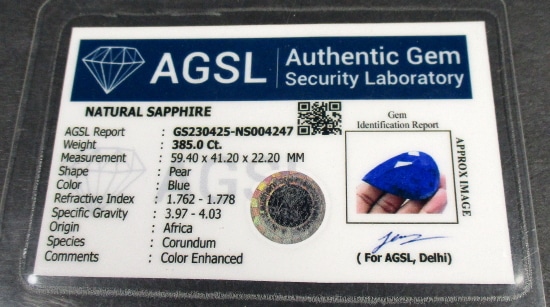 AGSL
Authentic Gem
Security Laboratory
NATURAL SAPPHIRE
AGSL Report : GS230425-NS004247
Weight : 385.0 Ct.
Measurement : 59.40 x 41.20 x 22.20 MM
Shape : Pear
Color : Blue
Refractive Index : 1.762 - 1.778
Specific Gravity : 3.97 - 4.03
Origin : Africa
Species : Corundum
Comments : Color Enhanced
Gem
Identification Report
APPROX IMAGE
( For AGSL, Delhi )